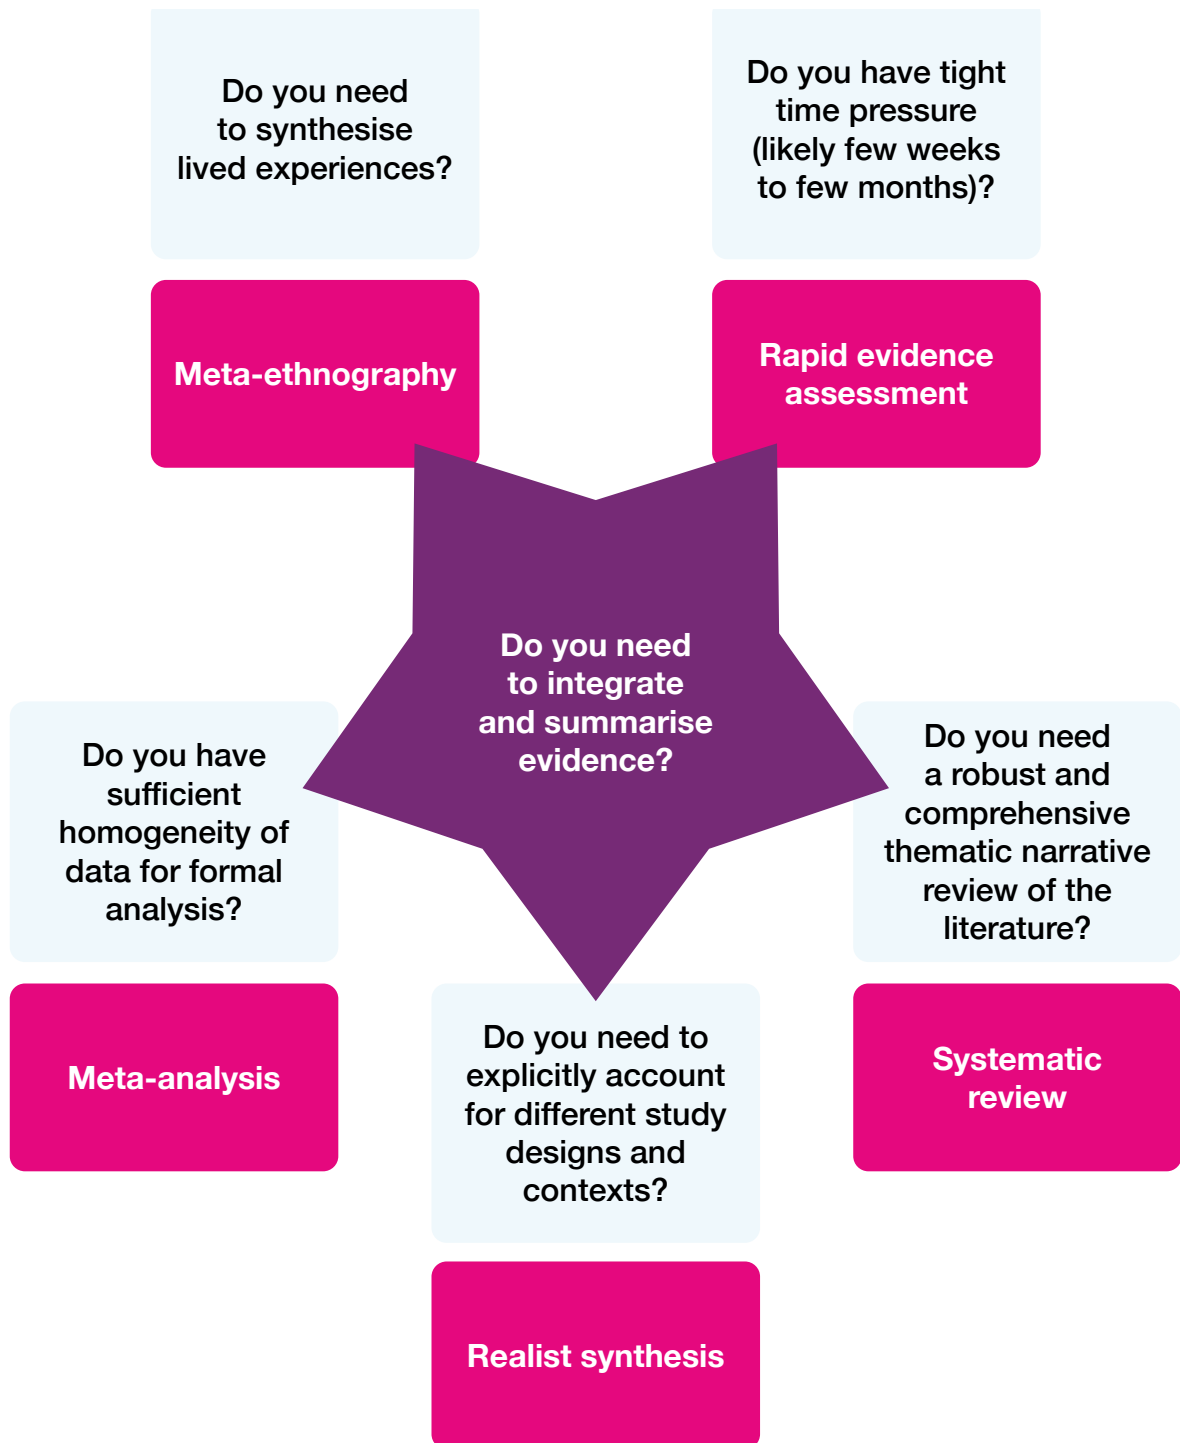 Do you need
to synthesise
lived experiences?
Meta-ethnography
Do you have tight
time pressure
(likely few weeks
to few months)?
Rapid evidence
assessment
Do you need
to integrate
and summarise
evidence?
Do you have
sufficient
homogeneity of
data for formal
analysis?
Meta-analysis
Do you need to
explicitly account
for different study
designs and
contexts?
Realist synthesis
Do you need
a robust and
comprehensive
thematic narrative
review of the
literature?
Systematic
review